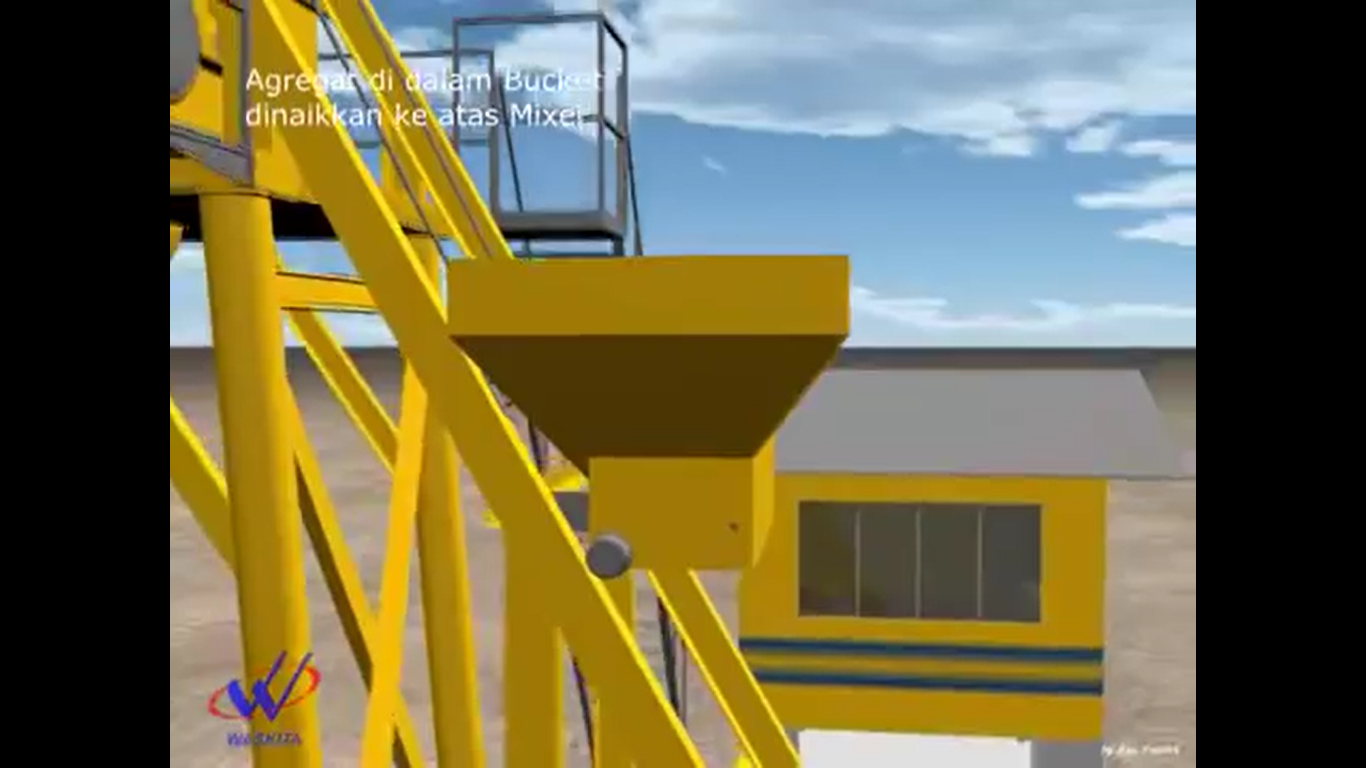 Agregat di dalam Bucket
dinaikkan ke atas Mixer
WASKITA